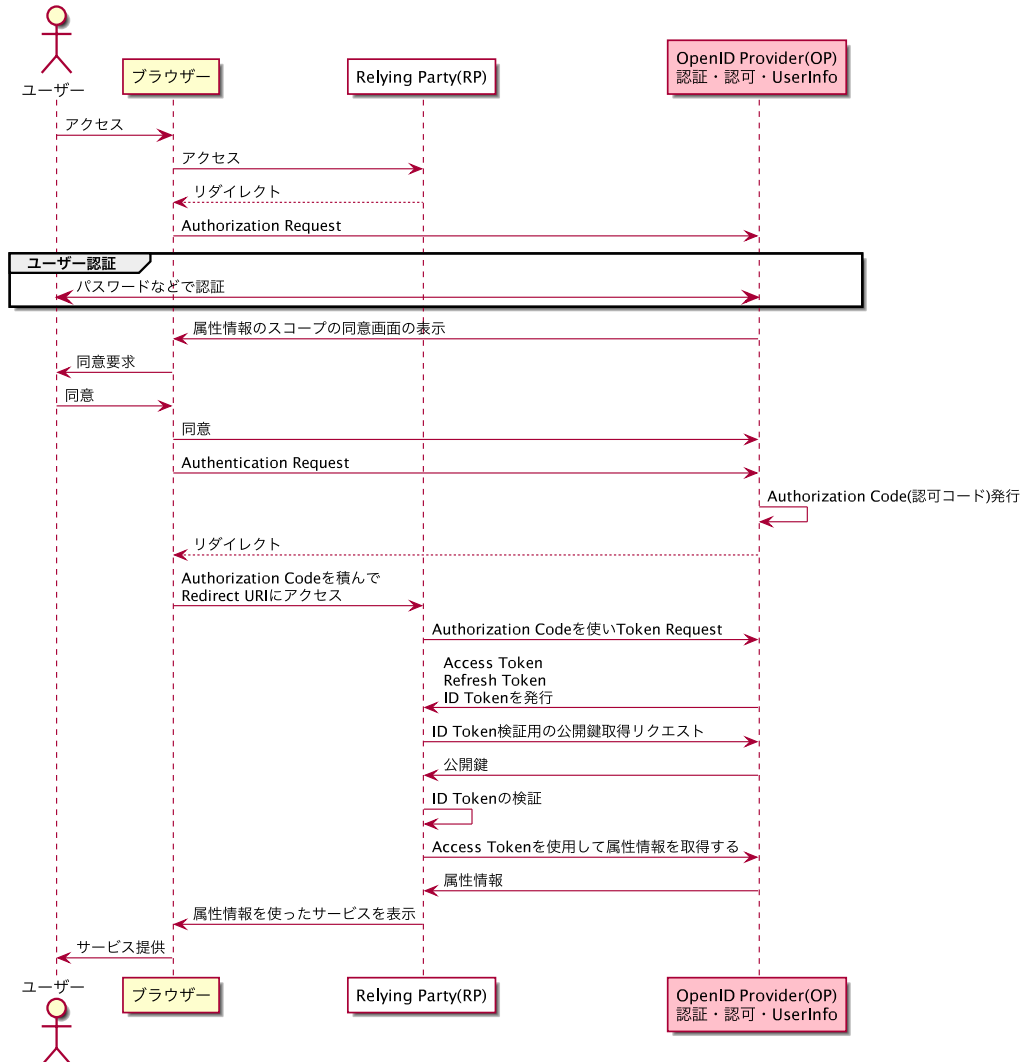 ユーザー
ブラウザー
Relying Party(RP)
OpenID Provider(OP)
認証・認可・UserInfo
アクセス
アクセス
リダイレクト
Authorization Request
ユーザー認証
パスワードなどで認証
属性情報のスコープの同意画面の表示
同意要求
同意
同意
Authentication Request
Authorization Code(認可コード)発行
リダイレクト
Authorization Codeを積んで
Redirect URIにアクセス
Authorization Codeを使いToken Request
Access Token
Refresh Token
ID Tokenを発行
ID Token検証用の公開鍵取得リクエスト
公開鍵
ID Tokenの検証
Access Tokenを使用して属性情報を取得する
属性情報
属性情報を使ったサービスを表示
サービス提供
ユーザー
ブラウザー
Relying Party(RP)
OpenID Provider(OP)
認証・認可・UserInfo